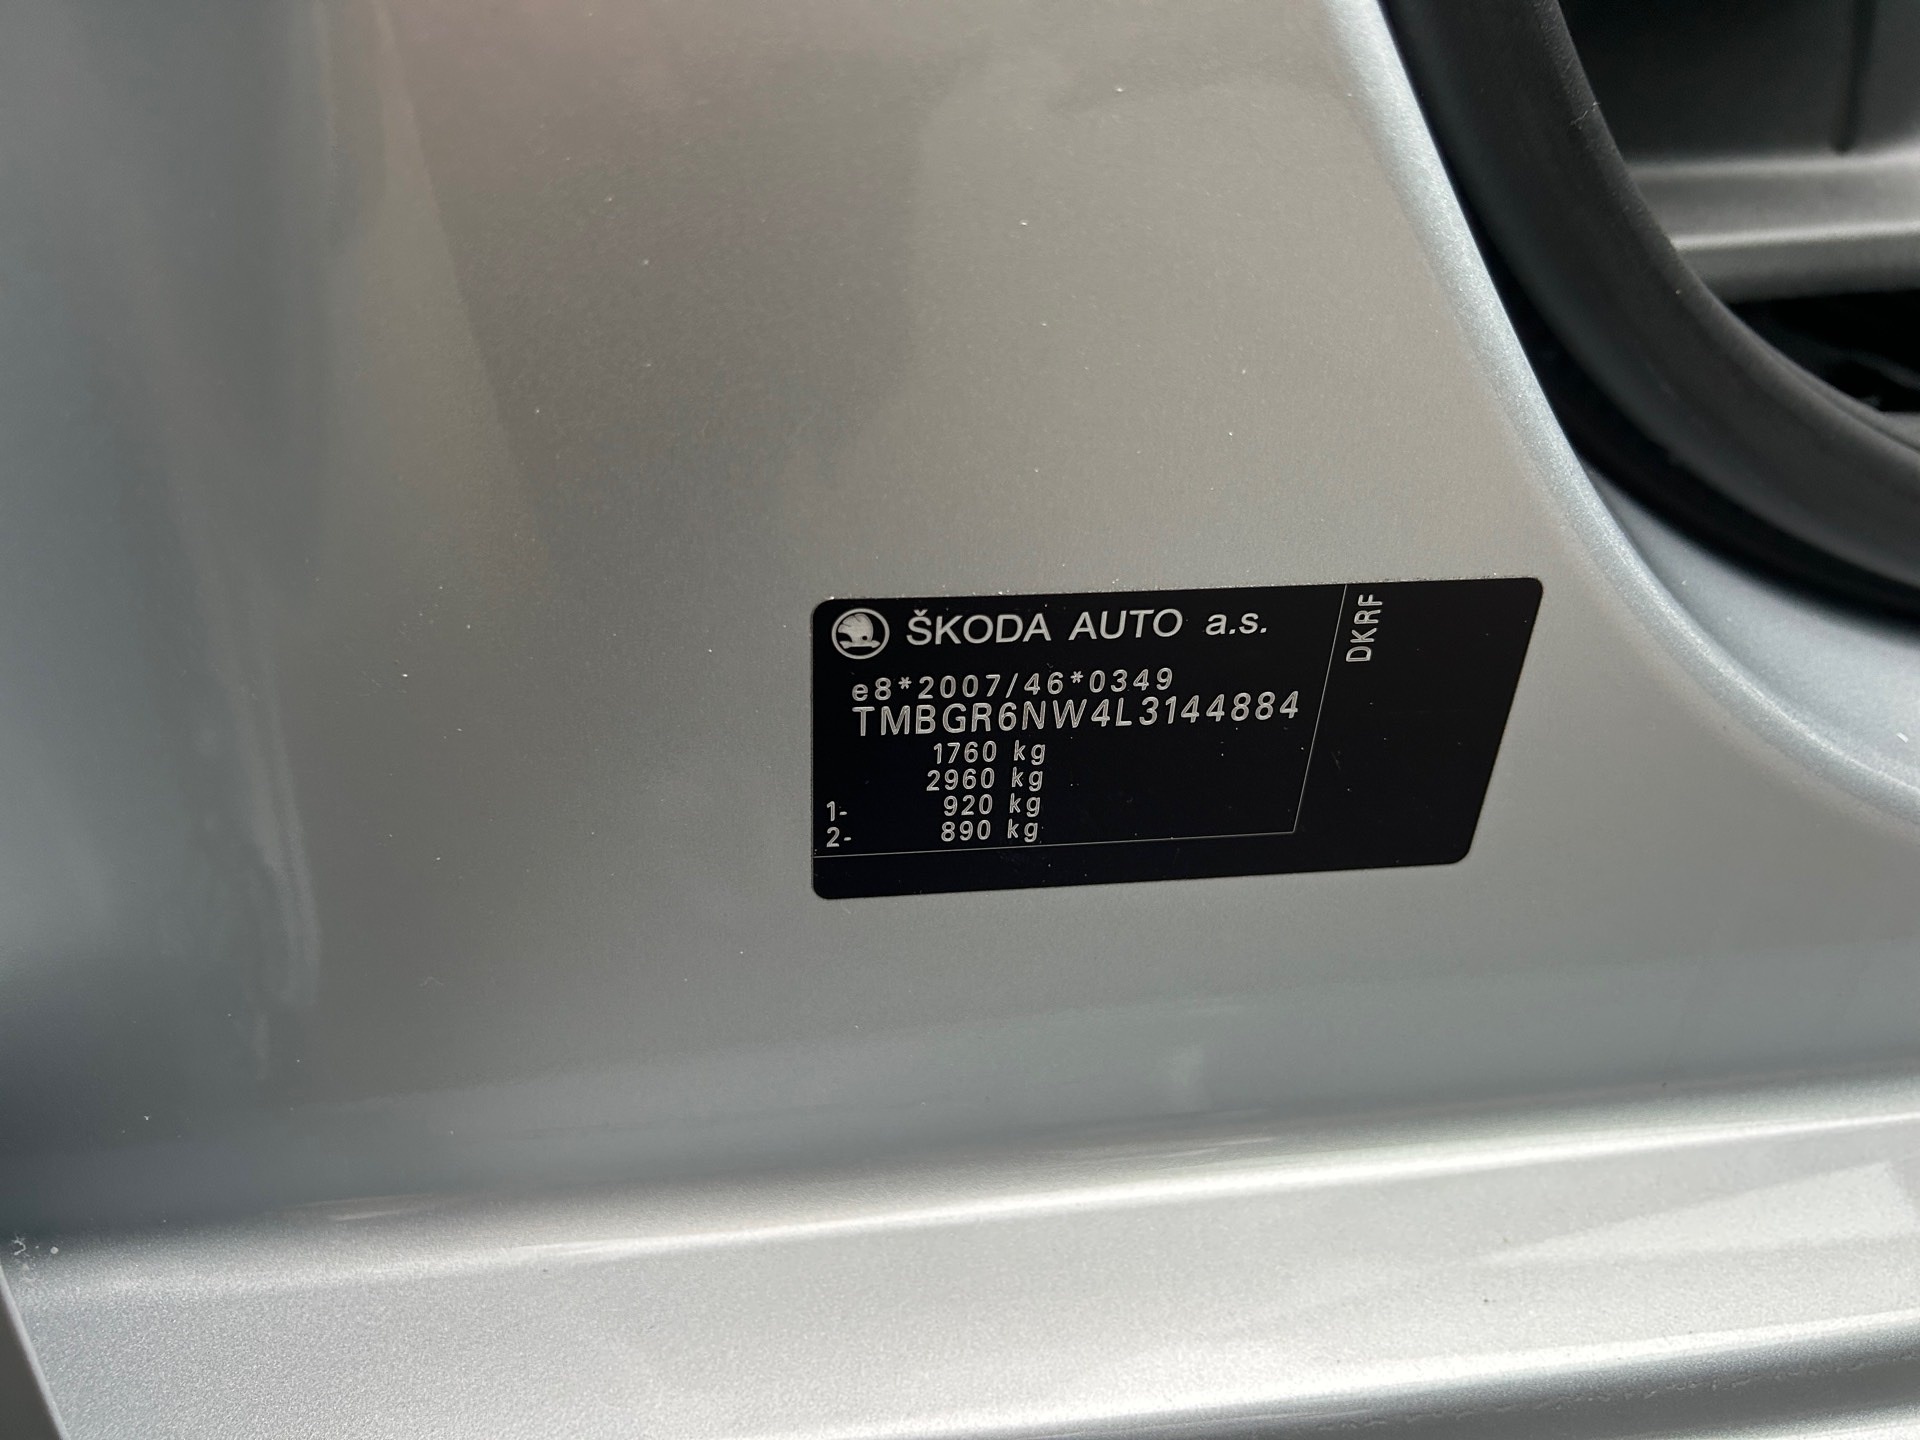 ŠKODA AUTO a.s.
DKRF
e8*2007/46*0349
TMBGR6NW4L3144884
1760 kg
2960 kg
1- 920 kg
2- 890 kg